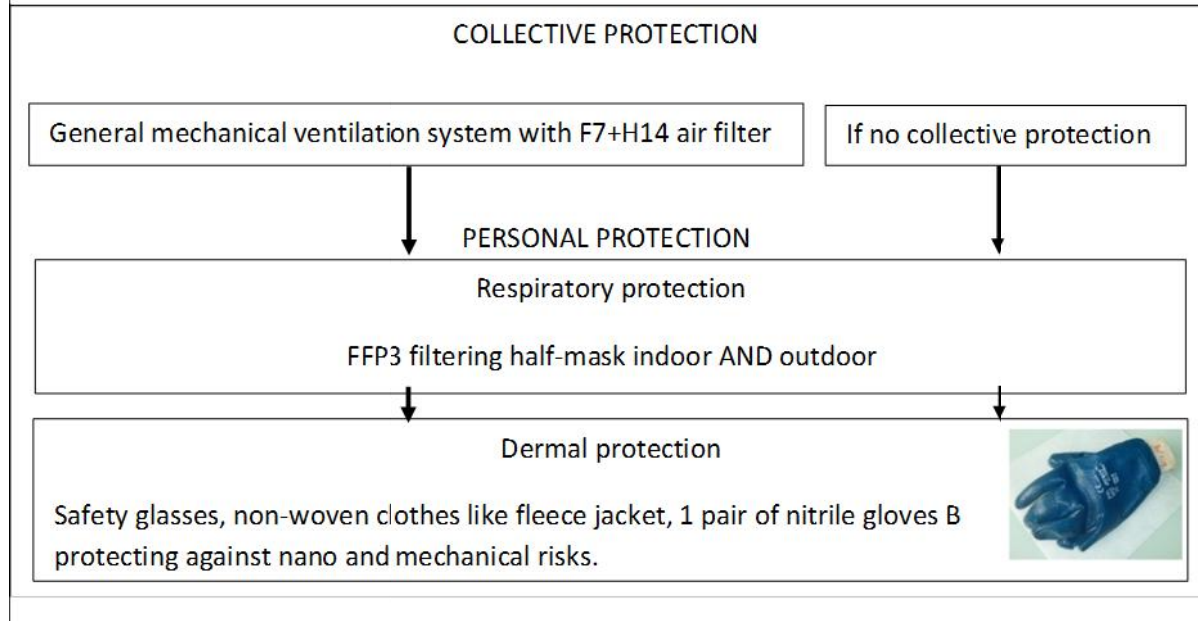 COLLECTIVE PROTECTION
General mechanical ventilation system with F7+H14 air filter
If no collective protection
PERSONAL PROTECTION
Respiratory protection
FFP3 filtering half-mask indoor AND outdoor
Dermal protection
Safety glasses, non-woven clothes like fleece jacket, 1 pair of nitrile gloves B
protecting against nano and mechanical risks.